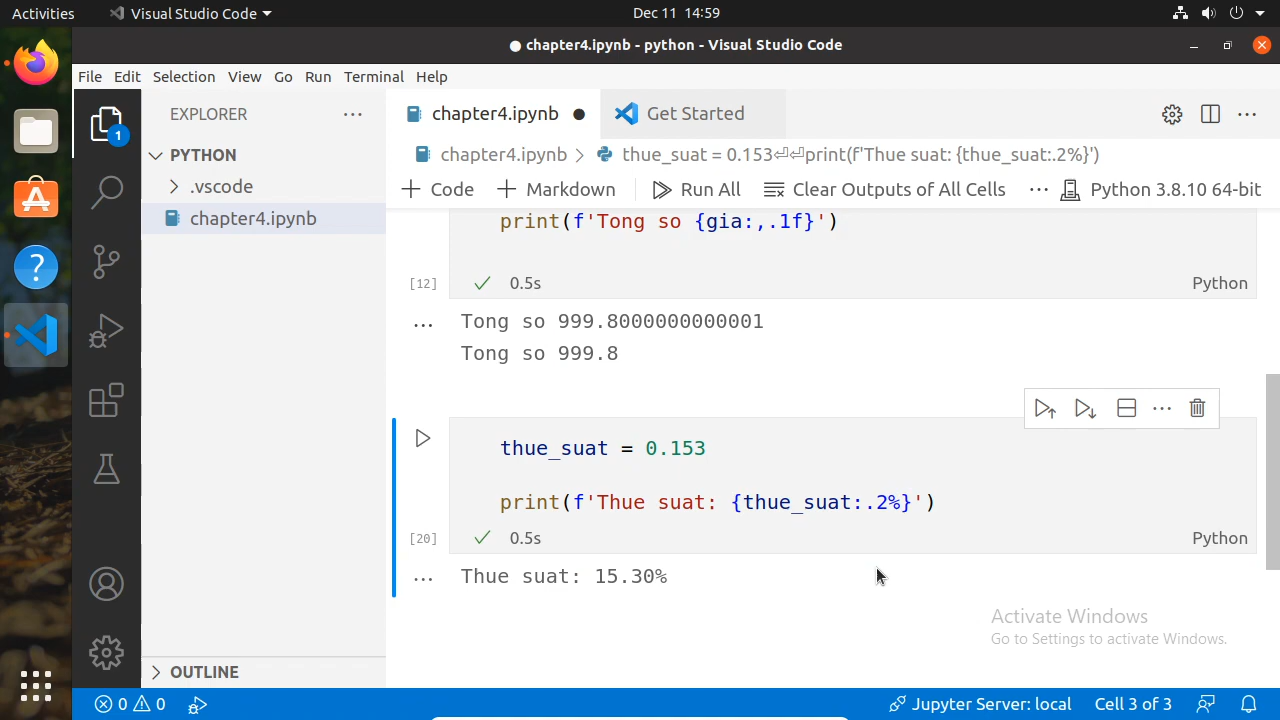 Activities
Visual Studio Code
Dec 11 14:59
● chapter4.ipynb - python - Visual Studio Code
File Edit Selection View Go Run Terminal Help
EXPLORER
chapter4.ipynb
Get Started
PYTHON
.vscode
chapter4.ipynb
chapter4.ipynb > thue_suat = 0.153⏎⏎print(f'Thue suat: {thue_suat:.2%}')
+ Code + Markdown Run All Clear Outputs of All Cells ... Python 3.8.10 64-bit
print(f'Tong so {gia:,.1f}')
[12] 0.5s Python
Tong so 999.8000000000001
Tong so 999.8
thue_suat = 0.153
print(f'Thue suat: {thue_suat:.2%}')
[20] 0.5s Python
Thue suat: 15.30%
Activate Windows
Go to Settings to activate Windows.
OUTLINE
1
0 0
Jupyter Server: local
Cell 3 of 3